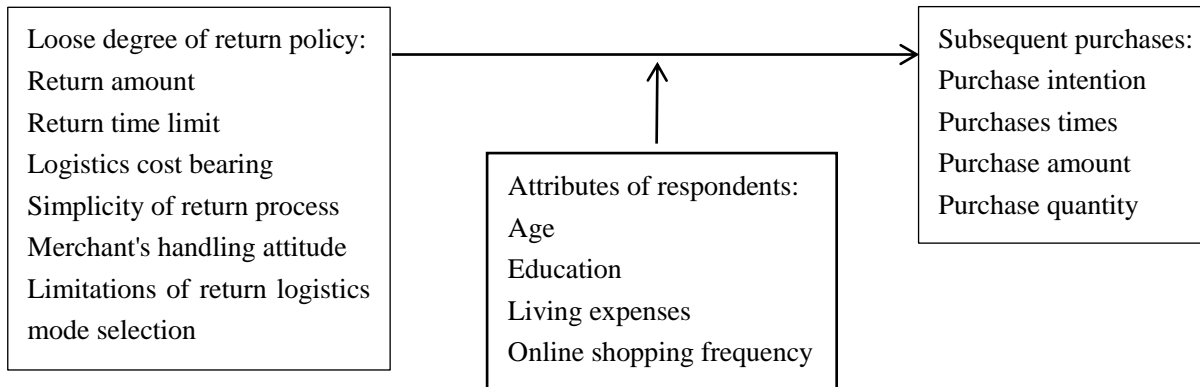 Loose degree of return policy:
Return amount
Return time limit
Logistics cost bearing
Simplicity of return process
Merchant's handling attitude
Limitations of return logistics
mode selection
Attributes of respondents:
Age
Education
Living expenses
Online shopping frequency
Subsequent purchases:
Purchase intention
Purchases times
Purchase amount
Purchase quantity